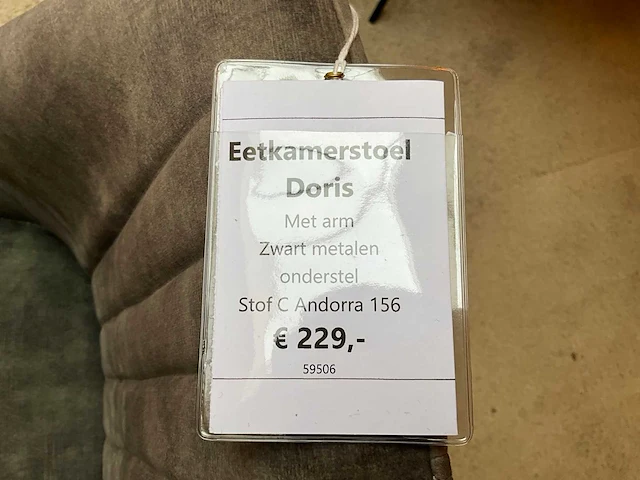 Eetkamerstoel
Doris
Met arm
Zwart metalen
onderstel
Stof C Andorra 156
€ 229,-
59506